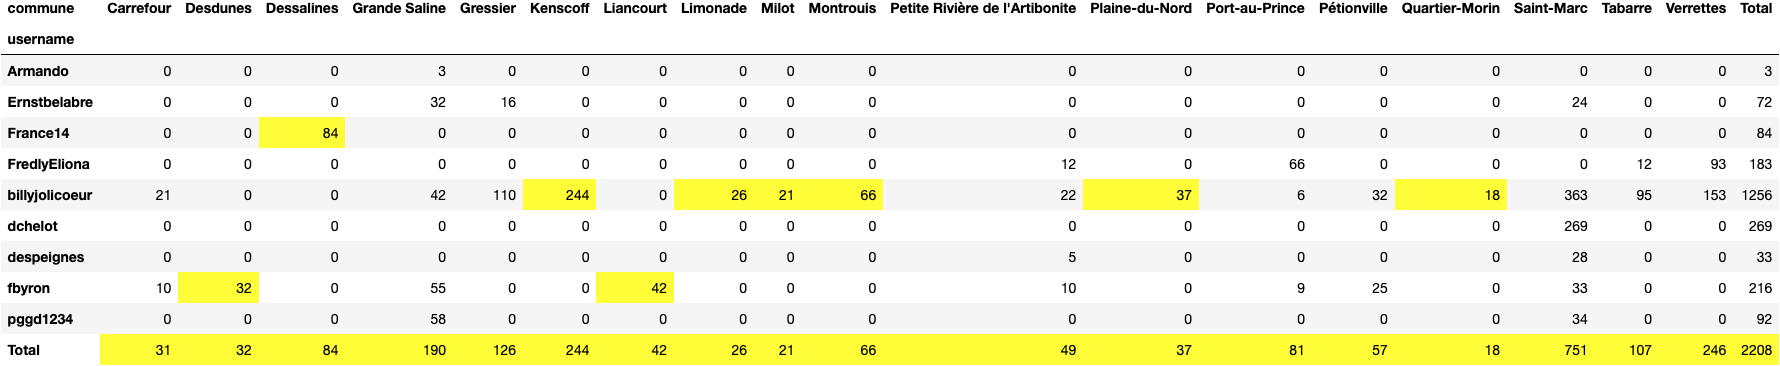 commune Carrefour Desdunes Dessalines Grande Saline Gressier Kenscoff Liancourt Limonade Milot Montrouis Petite Rivière de l'Artibonite Plaine-du-Nord Port-au-Prince Pétionville Quartier-Morin Saint-Marc Tabarre Verrettes Total
username
Armando 0 0 0 3 0 0 0 0 0 0 0 0 0 0 0 0 0 0 3
Ernstbelabre 0 0 0 32 16 0 0 0 0 0 0 0 0 0 0 24 0 0 72
France14 0 0 84 0 0 0 0 0 0 0 0 0 0 0 0 0 0 0 84
FredlyEliona 0 0 0 0 0 0 0 0 0 0 12 0 66 0 0 0 12 93 183
billyjolicoeur 21 0 0 42 110 244 0 26 21 66 22 37 6 32 18 363 95 153 1256
dchelot 0 0 0 0 0 0 0 0 0 0 0 0 0 0 0 269 0 0 269
despeignes 0 0 0 0 0 0 0 0 0 0 5 0 0 0 0 28 0 0 33
fbyron 10 32 0 55 0 0 42 0 0 0 10 0 9 25 0 33 0 0 216
pggd1234 0 0 0 58 0 0 0 0 0 0 0 0 0 0 0 34 0 0 92
Total 31 32 84 190 126 244 42 26 21 66 49 37 81 57 18 751 107 246 2208